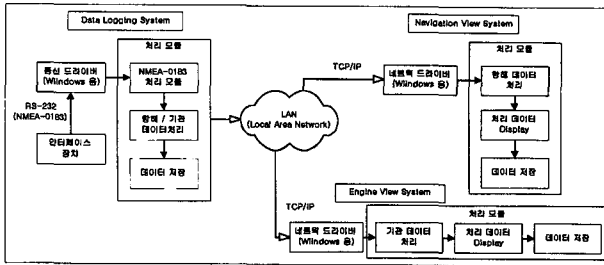 Data Logging System
처리 모듈
통신 드라이버
(Wiindows 용)
NMEA-0183
처리 모듈
RS-232
(NMEA-0183)
항해 / 기관
데이터처리
인터페이스
장치
데이터 저장
LAN
(Local Area Network)
TCP/IP
Navigation View System
처리 모듈
네트웍 드라이버
(Wiindows 용)
항해 데이터
처리
처리 데이터
Display
데이터 저장
TCP/IP
Engine View System
처리 모듈
네트웍 드라이버
(Wiindows 용)
기관 데이터
처리
처리 데이터
Display
데이터 저장